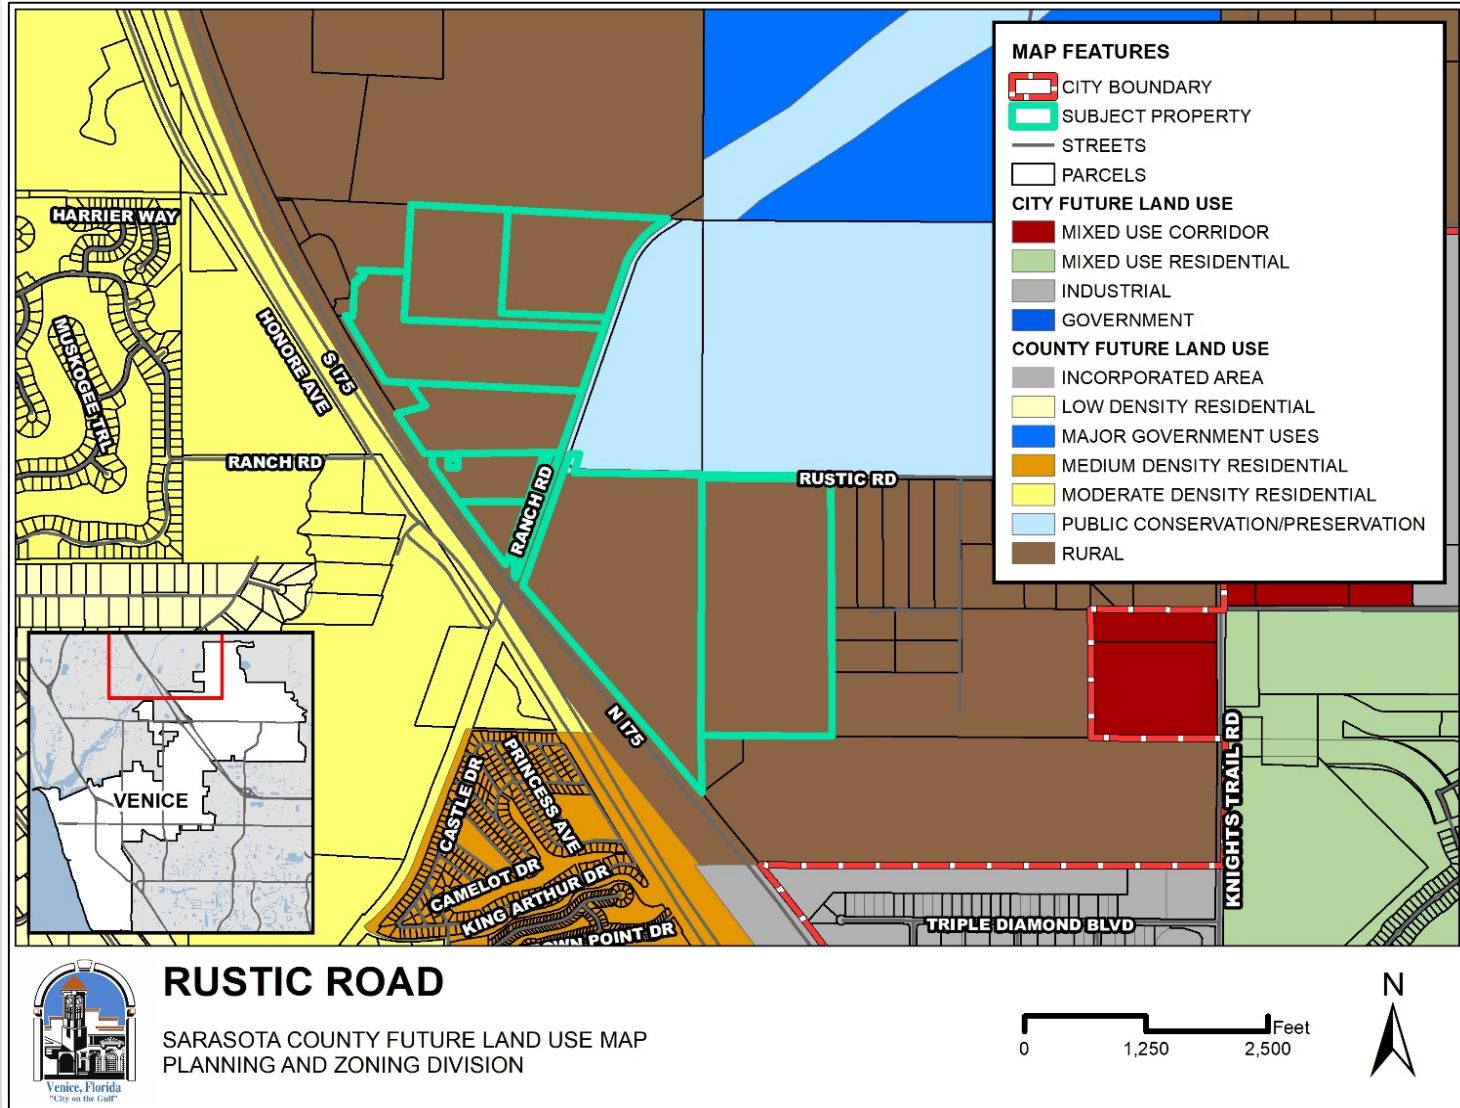 MAP FEATURES
CITY BOUNDARY
SUBJECT PROPERTY
STREETS
PARCELS
CITY FUTURE LAND USE
MIXED USE CORRIDOR
MIXED USE RESIDENTIAL
INDUSTRIAL
GOVERNMENT
COUNTY FUTURE LAND USE
INCORPORATED AREA
LOW DENSITY RESIDENTIAL
MAJOR GOVERNMENT USES
MEDIUM DENSITY RESIDENTIAL
MODERATE DENSITY RESIDENTIAL
PUBLIC CONSERVATION/PRESERVATION
RURAL
HARRIER WAY
MUSKOGEE TRL
HONORE AVE
S I75
RANCH RD
RANCH RD
RUSTIC RD
N I75
PRINCESS AVE
CASTLE DR
CAMELOT DR
KING ARTHUR DR
OWN POINT DR
KNIGHTS TRAIL RD
TRIPLE DIAMOND BLVD
VENICE
RUSTIC ROAD
SARASOTA COUNTY FUTURE LAND USE MAP
PLANNING AND ZONING DIVISION
Venice, Florida
"City on the Gulf"
Feet
0 1,250 2,500
N